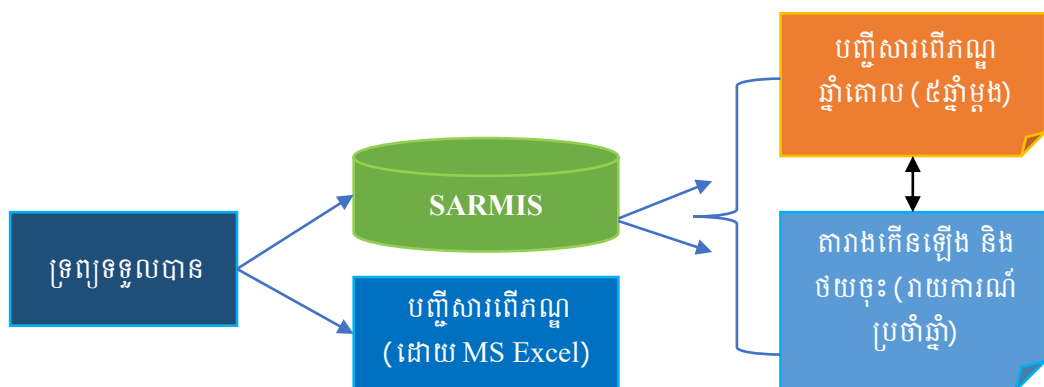 ទ្រព្យទទួលបាន
SARMIS
បញ្ជីសារពើភណ្ឌ
(ដោយ MS Excel)
បញ្ជីសារពើភណ្ឌ
ឆ្នាំគោល (៥ឆ្នាំម្តង)
តារាងកើនឡើង និង
ថយចុះ (រាយការណ៍
ប្រចាំឆ្នាំ)